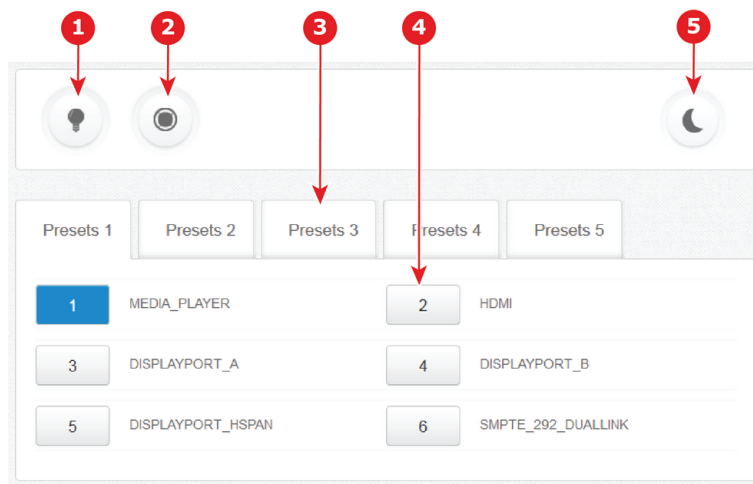 1 2 3 4 5
Presets 1 Presets 2 Presets 3 Presets 4 Presets 5
1 MEDIA_PLAYER 2 HDMI
3 DISPLAYPORT_A 4 DISPLAYPORT_B
5 DISPLAYPORT_HSPAN 6 SMPTE_292_DUALLINK